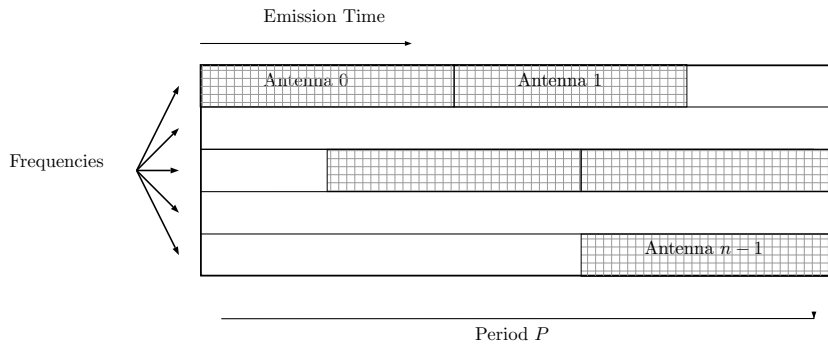 Emission Time
Antenna 0
Antenna 1
Frequencies
Antenna n − 1
Period P